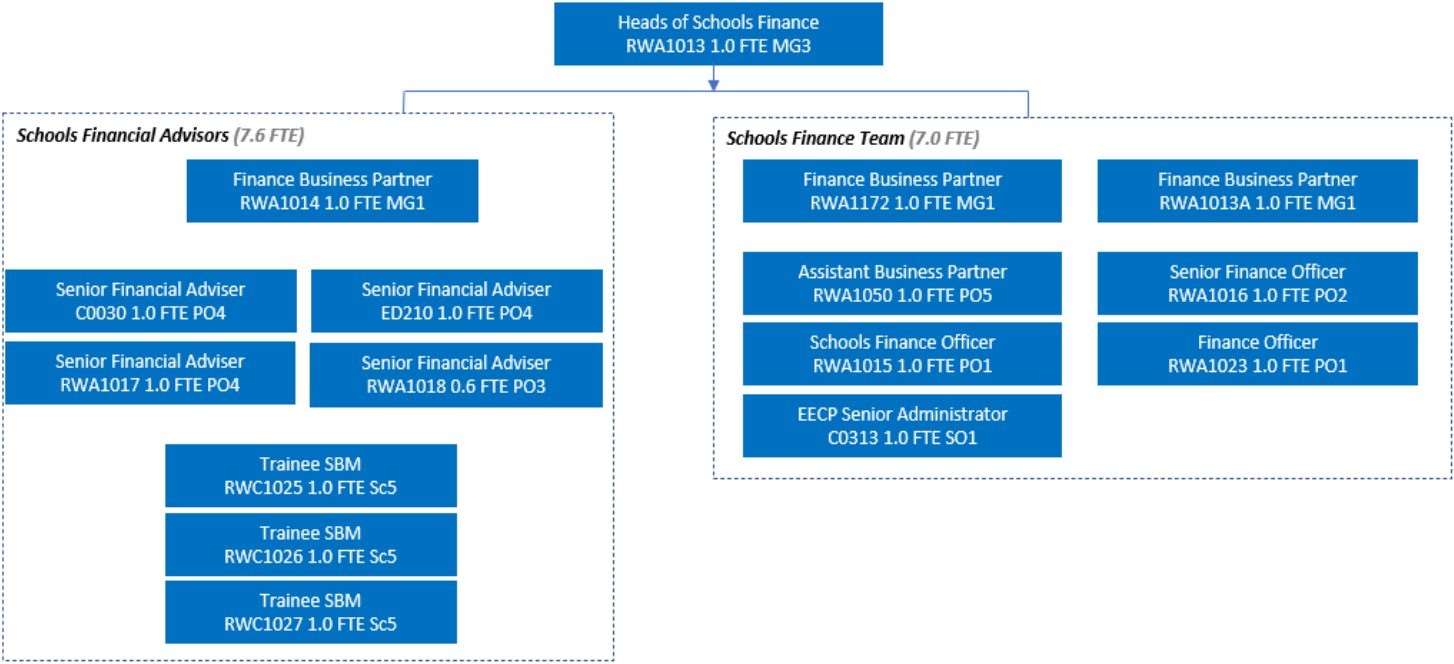 Heads of Schools Finance
RWA1013 1.0 FTE MG3
Schools Financial Advisors (7.6 FTE)
Finance Business Partner
RWA1014 1.0 FTE MG1
Senior Financial Adviser
C0030 1.0 FTE PO4
Senior Financial Adviser
ED210 1.0 FTE PO4
Senior Financial Adviser
RWA1017 1.0 FTE PO4
Senior Financial Adviser
RWA1018 0.6 FTE PO3
Trainee SBM
RWC1025 1.0 FTE Sc5
Trainee SBM
RWC1026 1.0 FTE Sc5
Trainee SBM
RWC1027 1.0 FTE Sc5
Schools Finance Team (7.0 FTE)
Finance Business Partner
RWA1172 1.0 FTE MG1
Finance Business Partner
RWA1013A 1.0 FTE MG1
Assistant Business Partner
RWA1050 1.0 FTE PO5
Senior Finance Officer
RWA1016 1.0 FTE PO2
Schools Finance Officer
RWA1015 1.0 FTE PO1
Finance Officer
RWA1023 1.0 FTE PO1
EECP Senior Administrator
C0313 1.0 FTE SO1